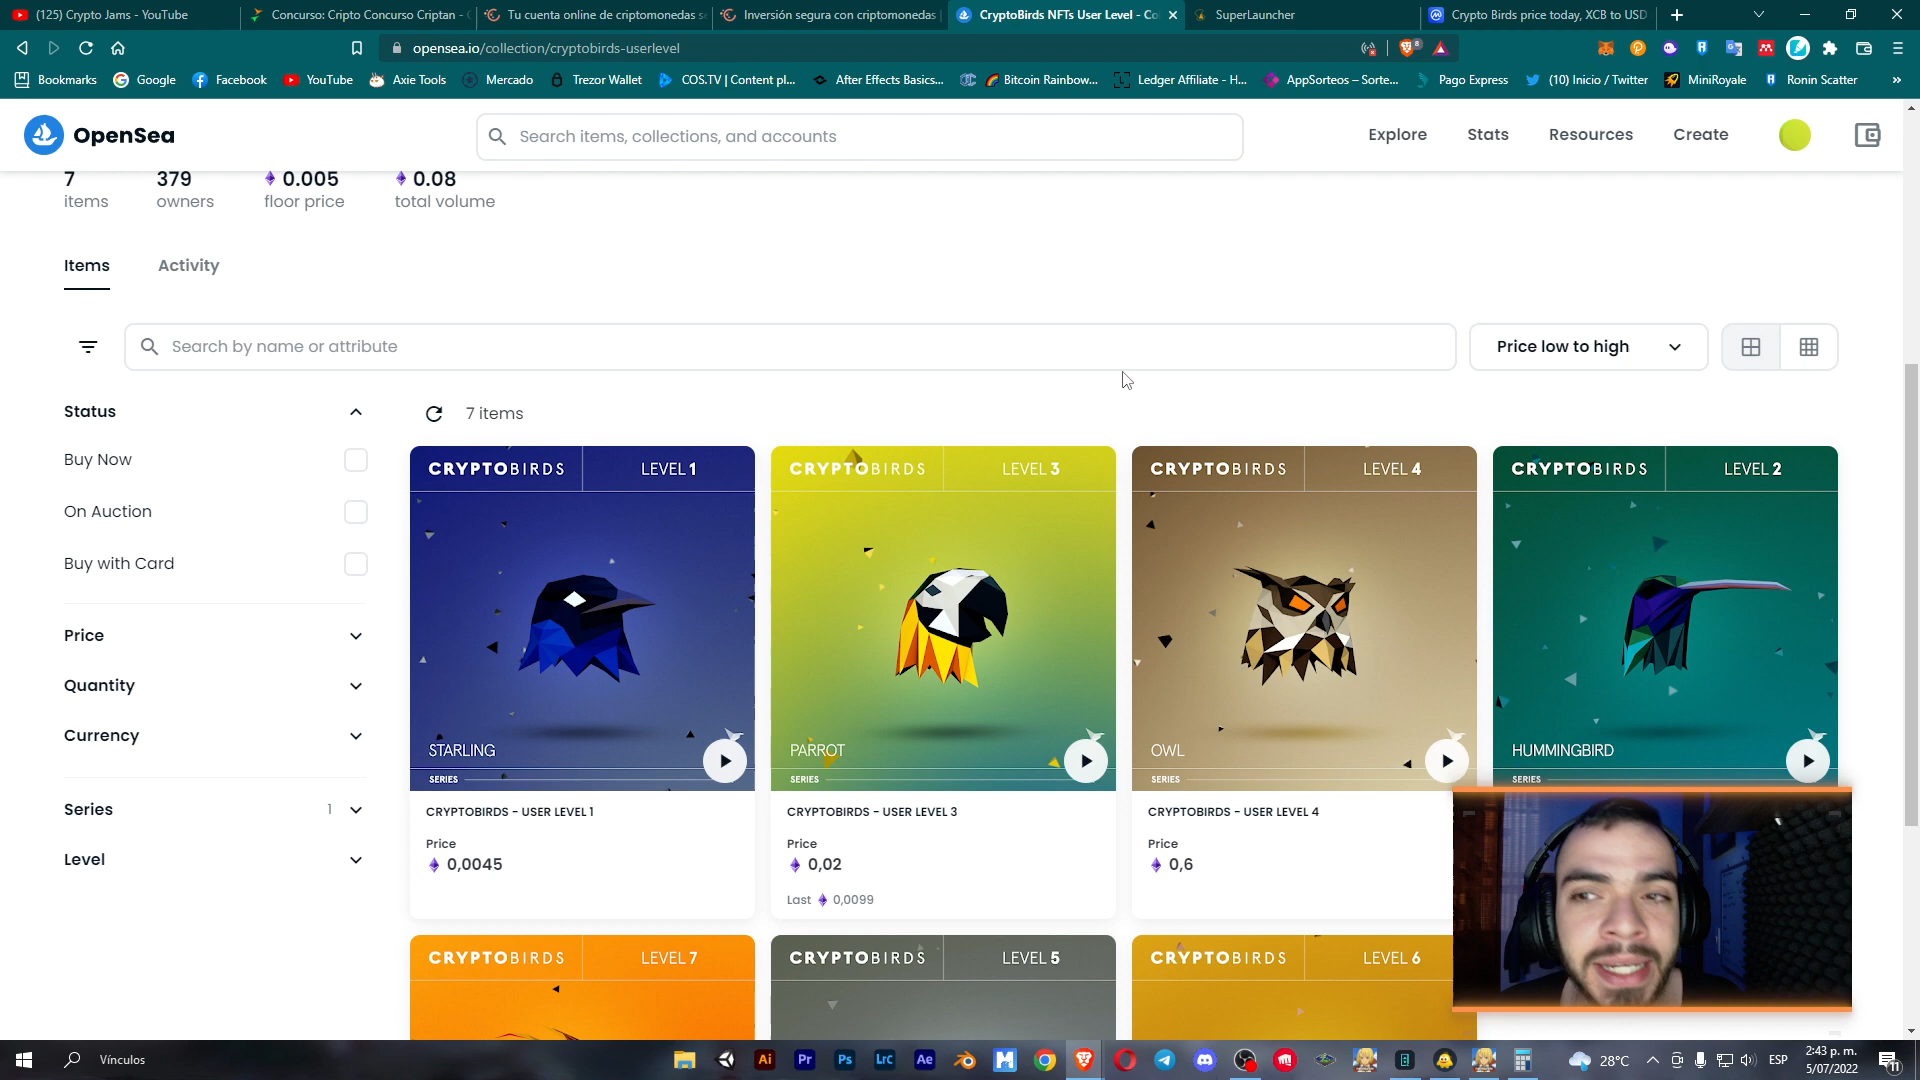 (125) Crypto Jams - YouTube
Concurso: Cripto Concurso Criptan -
Tu cuenta online de criptomonedas se
Inversión segura con criptomonedas |
CryptoBirds NFTs User Level - Co
SuperLauncher
Crypto Birds price today, XCB to USD
opensea.io/collection/cryptobirds-userlevel
8
Bookmarks
Google
Facebook
YouTube
Axie Tools
Mercado
Trezor Wallet
COS.TV | Content pl...
After Effects Basics...
Bitcoin Rainbow...
Ledger Affiliate - H...
AppSorteos – Sorte...
Pago Express
(10) Inicio / Twitter
MiniRoyale
Ronin Scatter
»
OpenSea
Search items, collections, and accounts
Explore
Stats
Resources
Create
7
379
0.005
0.08
items
owners
floor price
total volume
Items
Activity
Search by name or attribute
Price low to high
Status
7 items
Buy Now
On Auction
Buy with Card
Price
Quantity
Currency
Series
1
Level
CRYPTOBIRDS
LEVEL 1
STARLING
SERIES
CRYPTOBIRDS - USER LEVEL 1
Price
0,0045
CRYPTOBIRDS
LEVEL 3
PARROT
SERIES
CRYPTOBIRDS - USER LEVEL 3
Price
0,02
Last
0,0099
CRYPTOBIRDS
LEVEL 4
OWL
SERIES
CRYPTOBIRDS - USER LEVEL 4
Price
0,6
CRYPTOBIRDS
LEVEL 2
HUMMINGBIRD
SERIES
CRYPTOBIRDS
LEVEL 7
CRYPTOBIRDS
LEVEL 5
CRYPTOBIRDS
LEVEL 6
Vínculos
Ai
Pr
Ps
Lrc
Ae
28°C
ESP
2:43 p. m.
5/07/2022
11